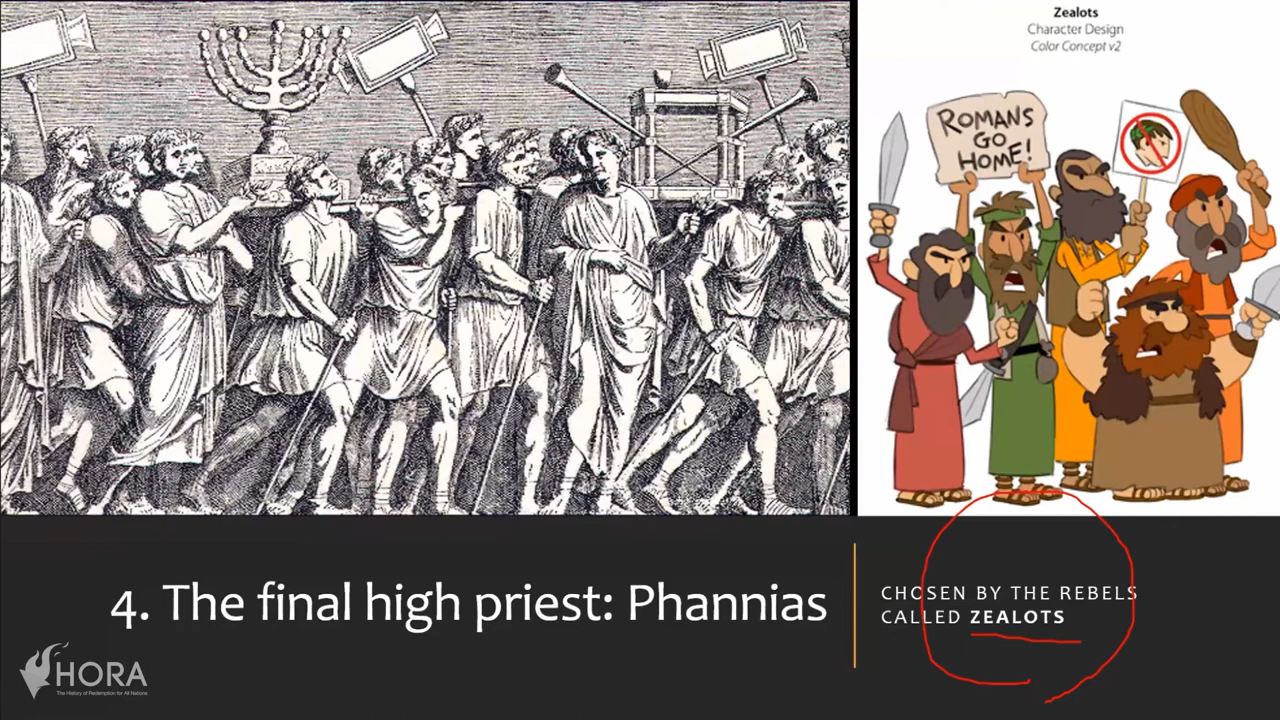 Zealots
Character Design
Color Concept v2
ROMANS
GO
HOME!
4. The final high priest: Phannias
CHOSEN BY THE REBELS
CALLED ZEALOTS
HORA
The History of Redemption for All Nations